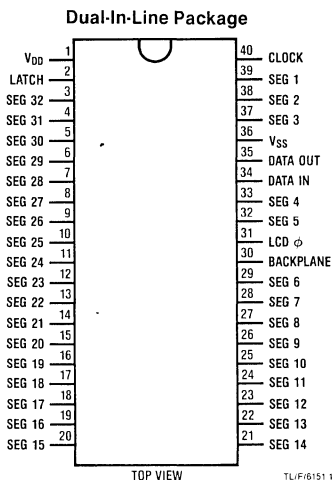 Dual-In-Line Package
VDD 1 40 CLOCK
LATCH 2 39 SEG 1
SEG 32 3 38 SEG 2
SEG 31 4 37 SEG 3
SEG 30 5 36 VSS
SEG 29 6 35 DATA OUT
SEG 28 7 34 DATA IN
SEG 27 8 33 SEG 4
SEG 26 9 32 SEG 5
SEG 25 10 31 LCD ϕ
SEG 24 11 30 BACKPLANE
SEG 23 12 29 SEG 6
SEG 22 13 28 SEG 7
SEG 21 14 27 SEG 8
SEG 20 15 26 SEG 9
SEG 19 16 25 SEG 10
SEG 18 17 24 SEG 11
SEG 17 18 23 SEG 12
SEG 16 19 22 SEG 13
SEG 15 20 21 SEG 14
TOP VIEW
TL/F/6151 1